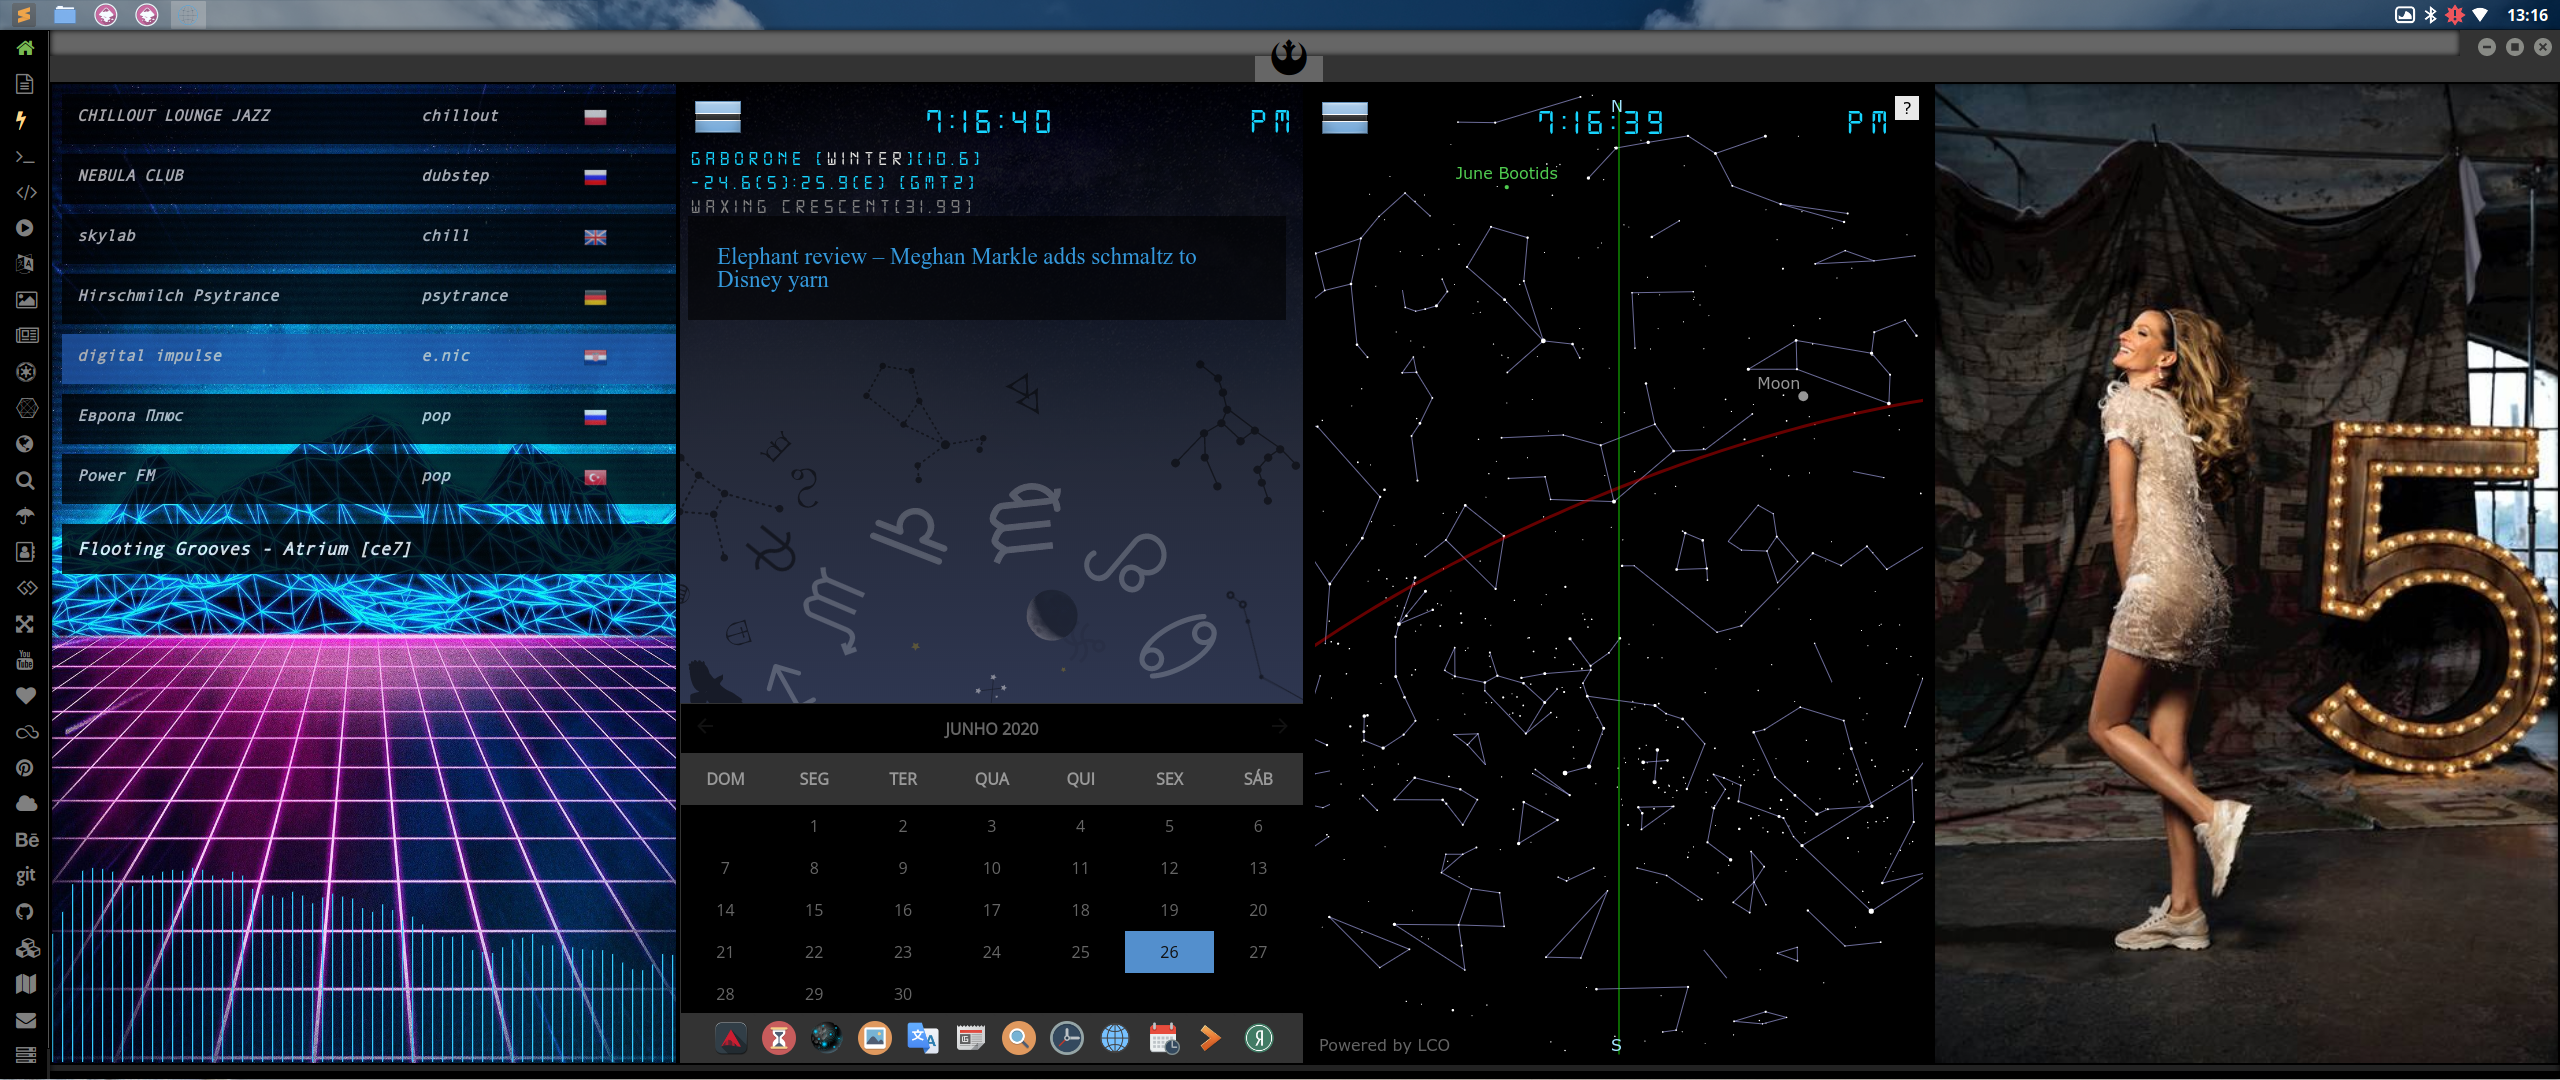 13:16
CHILLOUT LOUNGE JAZZ chillout
NEBULA CLUB dubstep
skylab chill
Hirschmilch Psytrance psytrance
digital impulse e.nic
Европа Плюс pop
Power FM pop
Flooting Grooves - Atrium [ce7]
You
Tube
Bē
git
7:16:40 PM
GABORONE [WINTER][10.6]
-24.6(S):25.9(E) [GMT2]
WAXING CRESCENT[31.99]
Elephant review – Meghan Markle adds schmaltz to
Disney yarn
JUNHO 2020
DOM SEG TER QUA QUI SEX SÁB
1 2 3 4 5 6
7 8 9 10 11 12 13
14 15 16 17 18 19 20
21 22 23 24 25 26 27
28 29 30
Я
N
7:16:39 PM ?
June Bootids
Moon
Powered by LCO
S
5